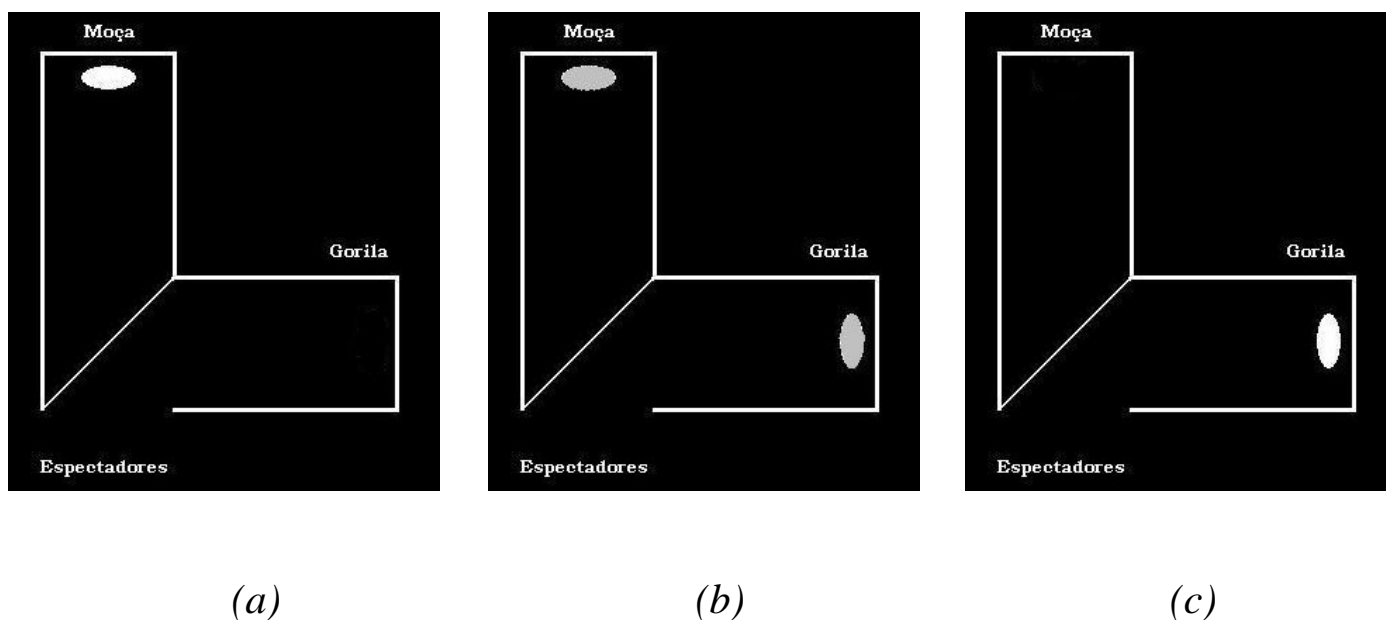 Moça
Gorila
Espectadores
Moça
Gorila
Espectadores
Moça
Gorila
Espectadores
(a)
(b)
(c)